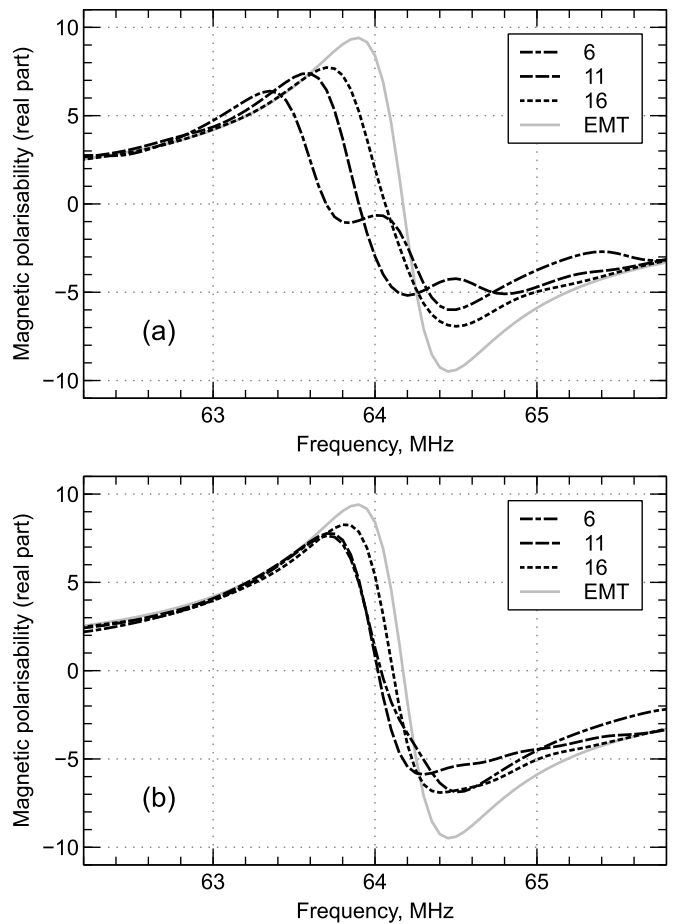 10
5
0
−5
−10
Magnetic polarisability (real part)
6
11
16
EMT
(a)
63
64
65
Frequency, MHz
10
5
0
−5
−10
Magnetic polarisability (real part)
6
11
16
EMT
(b)
63
64
65
Frequency, MHz